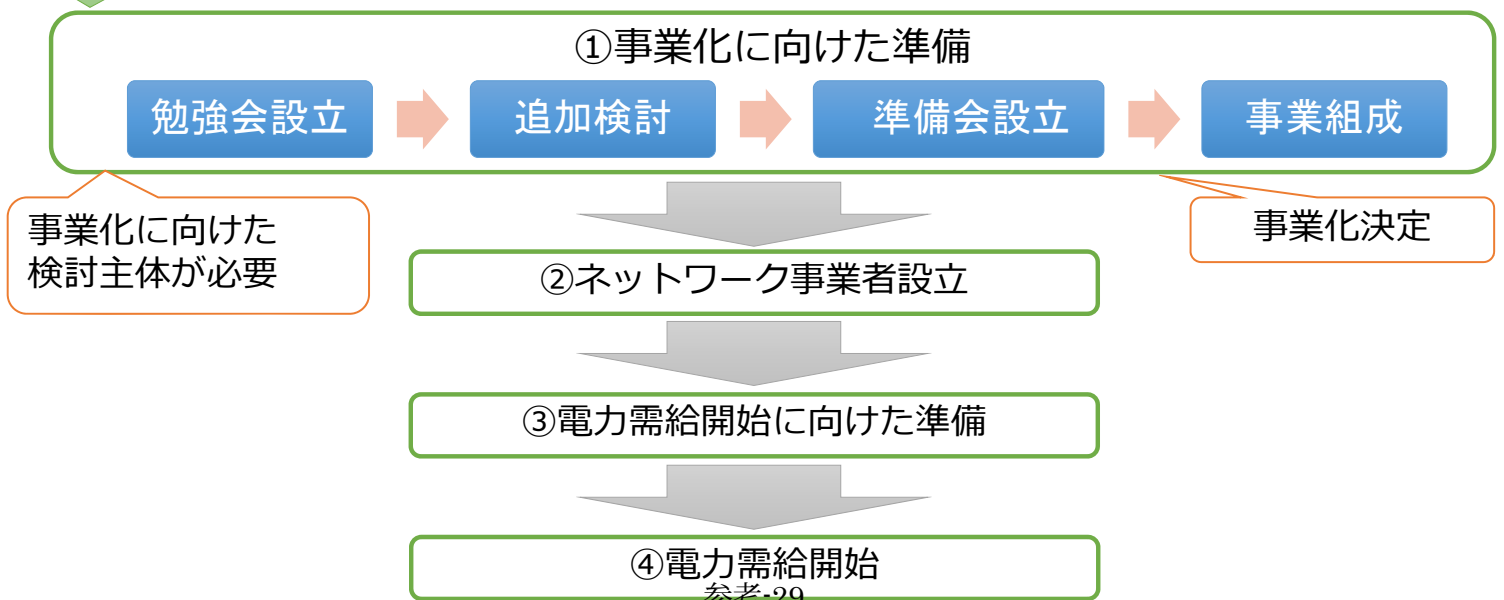 ①事業化に向けた準備
勉強会設立
追加検討
準備会設立
事業組成
事業化に向けた
検討主体が必要
事業化決定
②ネットワーク事業者設立
③電力需給開始に向けた準備
④電力需給開始
参考-29